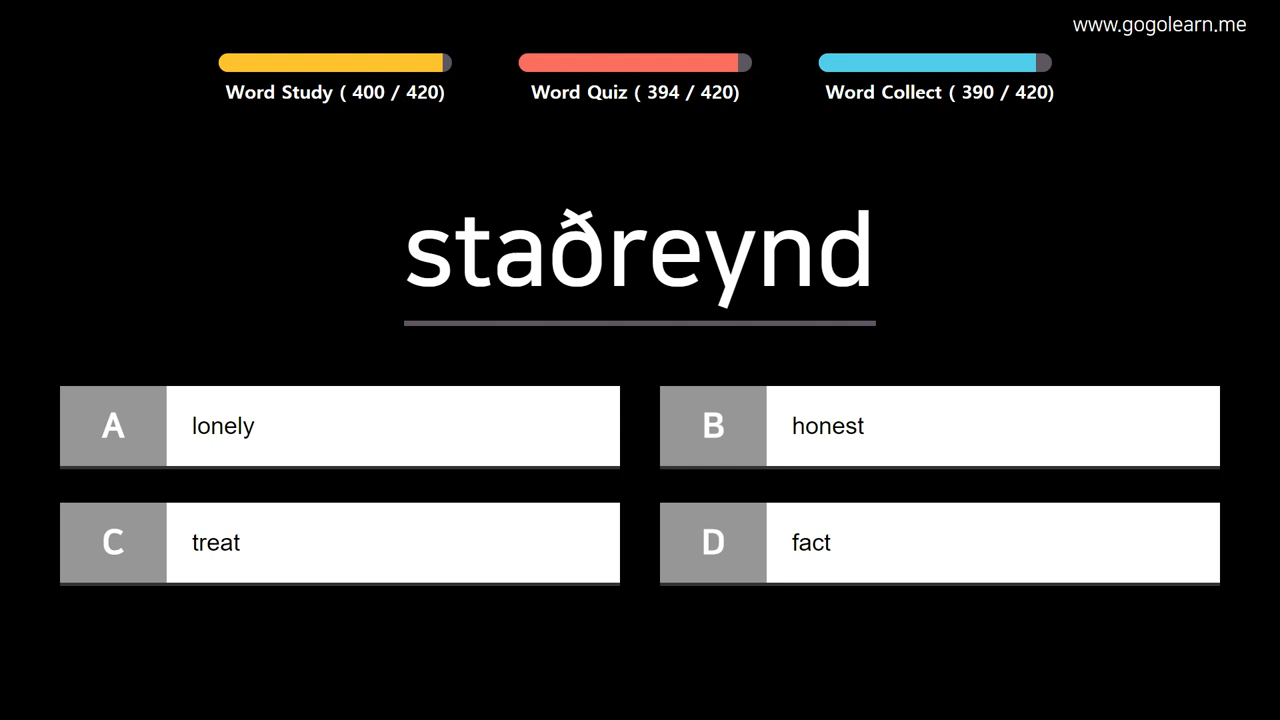 www.gogolearn.me
Word Study ( 400 / 420)
Word Quiz ( 394 / 420)
Word Collect ( 390 / 420)
staðreynd
A lonely
B honest
C treat
D fact